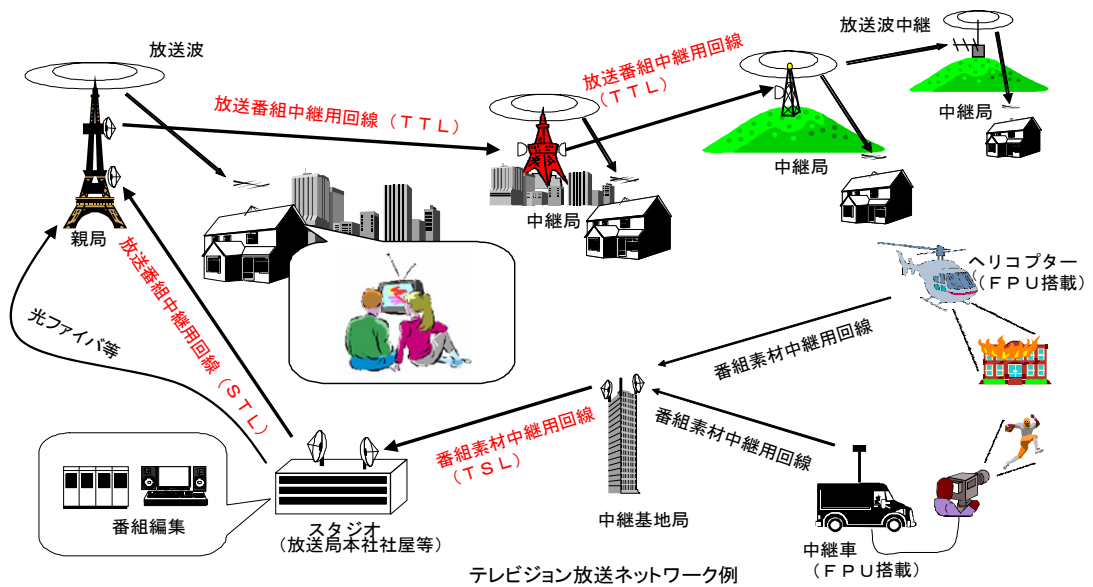 放送波
放送番組中継用回線（ＴＴＬ）
放送番組中継用回線
（ＴＴＬ）
放送波中継
中継局
中継局
中継局
親局
放送番組中継用回線（ＳＴＬ）
光ファイバ等
ヘリコプター
（ＦＰＵ搭載）
番組素材中継用回線
番組素材中継用回線
番組素材中継用回線
（ＴＳＬ）
番組編集
スタジオ
（放送局本社社屋等）
中継基地局
中継車
（ＦＰＵ搭載）
テレビジョン放送ネットワーク例